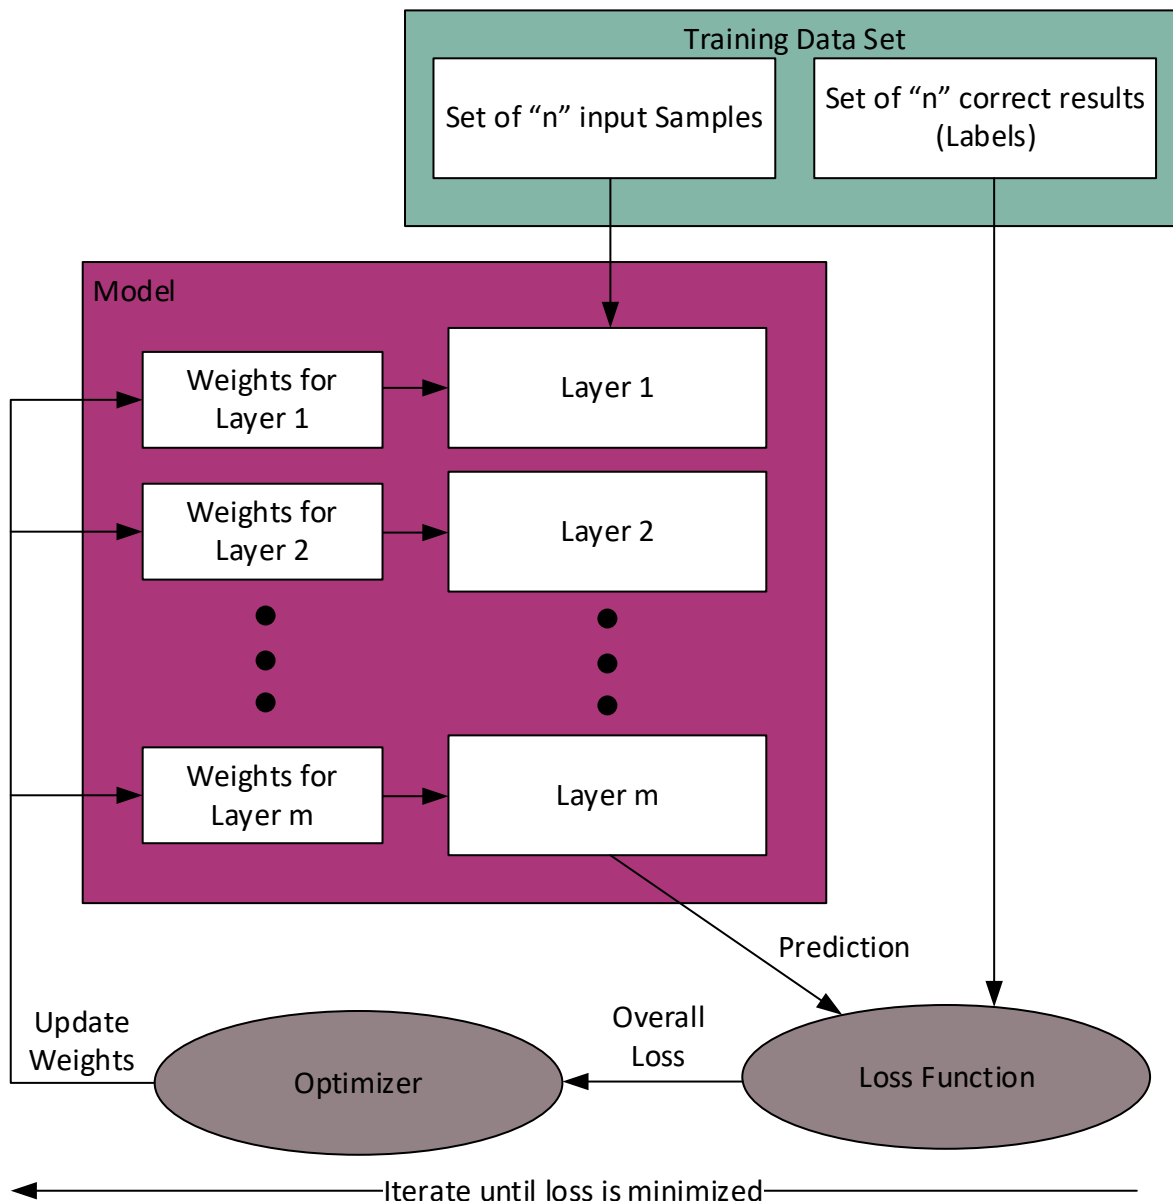 Training Data Set
Set of “n” input Samples
Set of “n” correct results
(Labels)
Model
Weights for
Layer 1
Layer 1
Weights for
Layer 2
Layer 2
Weights for
Layer m
Layer m
Prediction
Update
Weights
Optimizer
Overall
Loss
Loss Function
Iterate until loss is minimized